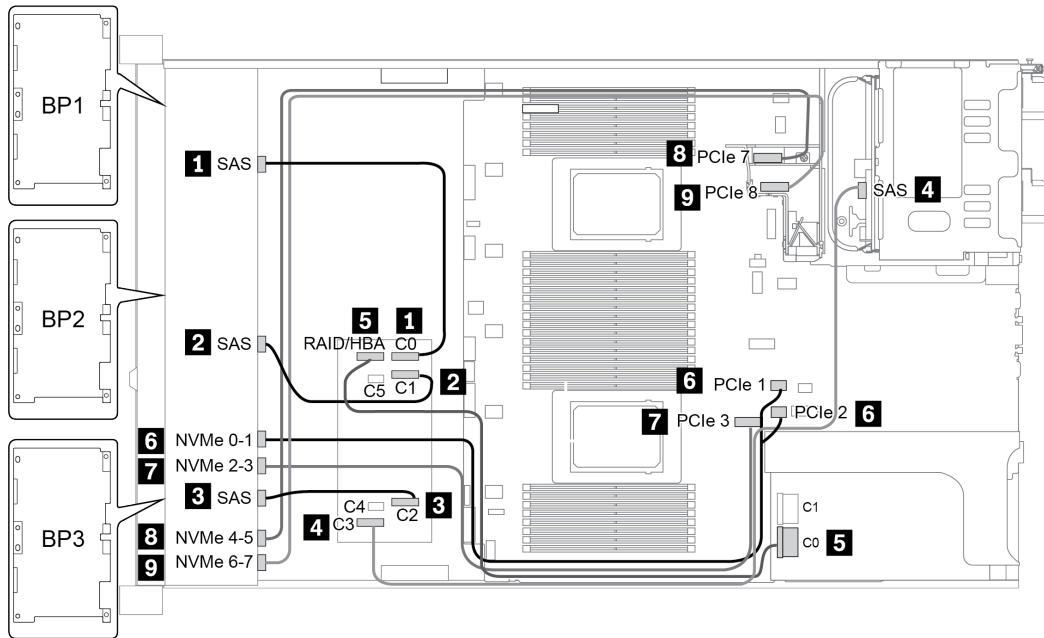 BP1
BP2
BP3
1 SAS
2 SAS
6 NVMe 0-1
7 NVMe 2-3
3 SAS
8 NVMe 4-5
9 NVMe 6-7
5 1
RAID/HBA C0
C1 2
C5
C4
C2 3
4 C3
8 PCIe 7
9 PCIe 8
SAS 4
6 PCIe 1
PCIe 2 6
7 PCIe 3
C1
C0 5